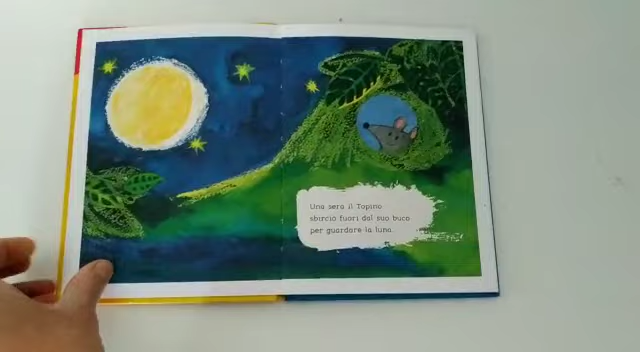 Una sera il Topino
sbirciò fuori dal suo buco
per guardare la luna.